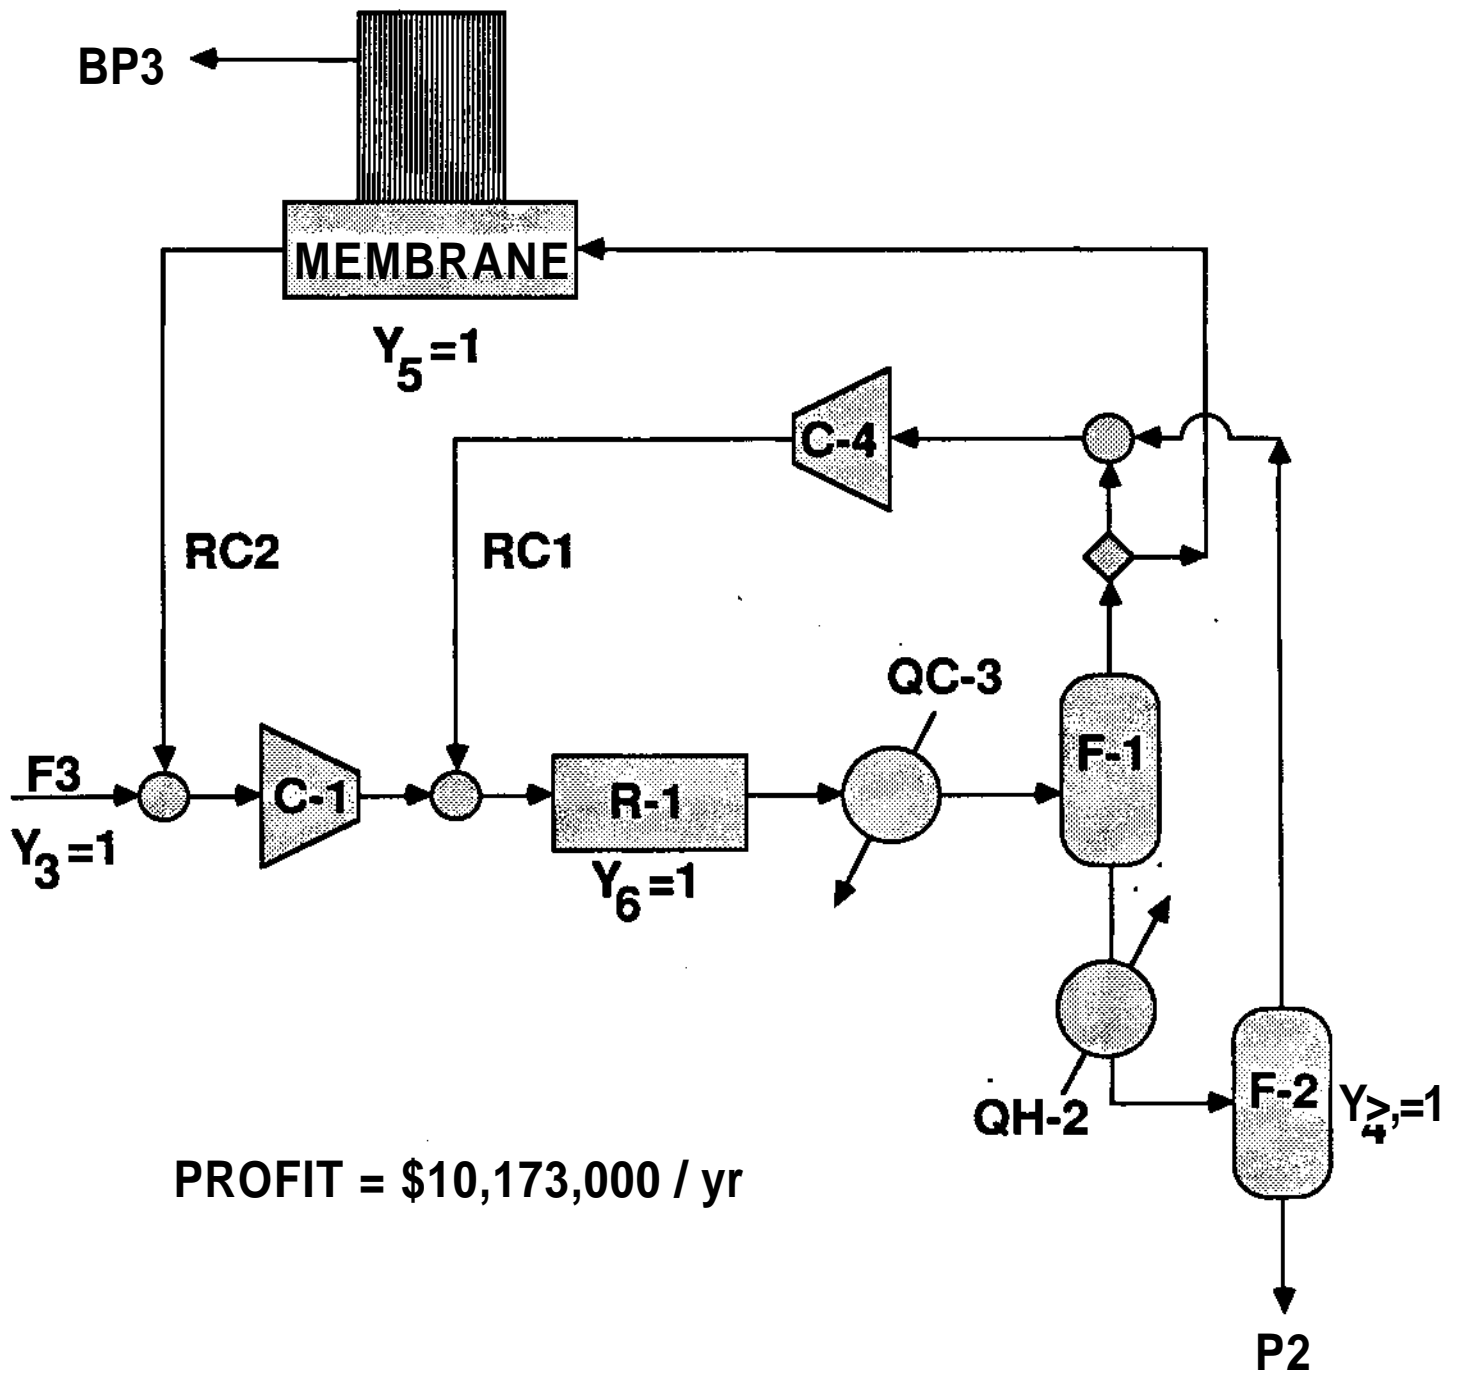 BP3
MEMBRANE
Y5=1
C-4
RC2
RC1
QC-3
F-1
F3
C-1
R-1
Y3=1
Y6=1
F-2
QH-2
PROFIT = $10,173,000 / yr
P2